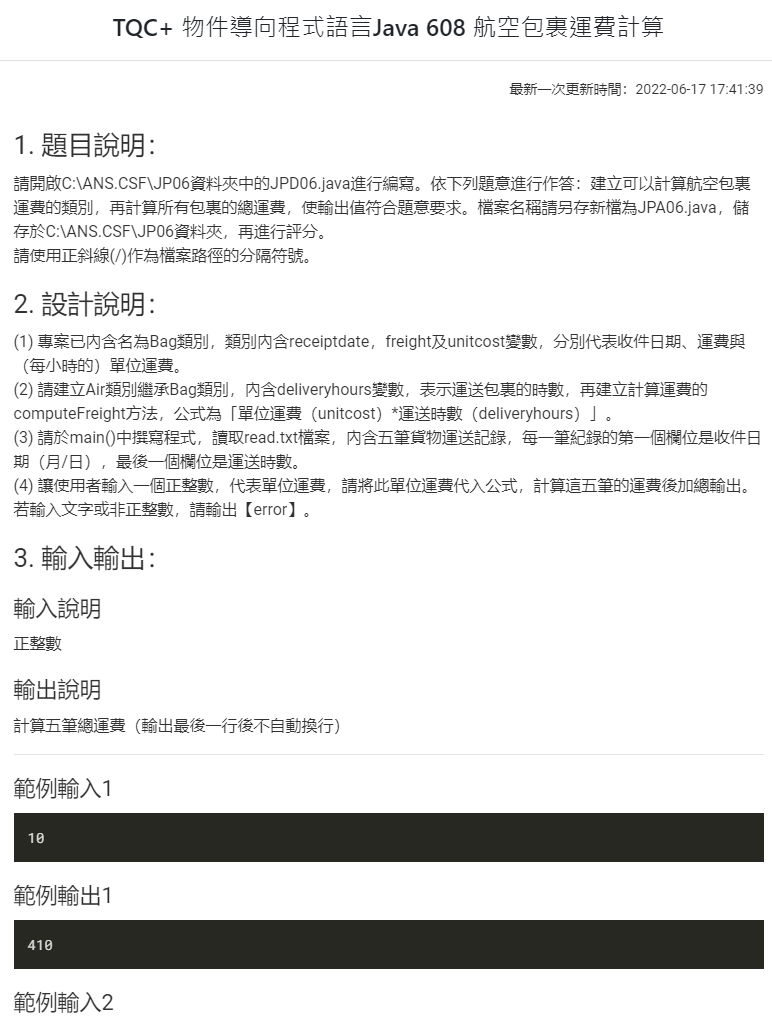 TQC+ 物件導向程式語言Java 608 航空包裹運費計算
最新一次更新時間：2022-06-17 17:41:39
1. 題目說明：
請開啟C:\ANS.CSF\JP06資料夾中的JPD06.java進行編寫。依下列題意進行作答：建立可以計算航空包裹
運費的類別，再計算所有包裹的總運費，使輸出值符合題意要求。檔案名稱請另存新檔為JPA06.java，儲
存於C:\ANS.CSF\JP06資料夾，再進行評分。
請使用正斜線(/)作為檔案路徑的分隔符號。
2. 設計說明：
(1) 專案已內含名為Bag類別，類別內含receiptdate，freight及unitcost變數，分別代表收件日期、運費與
（每小時的）單位運費。
(2) 請建立Air類別繼承Bag類別，內含deliveryhours變數，表示運送包裹的時數，再建立計算運費的
computeFreight方法，公式為「單位運費（unitcost）*運送時數（deliveryhours）」。
(3) 請於main()中撰寫程式，讀取read.txt檔案，內含五筆貨物運送記錄，每一筆紀錄的第一個欄位是收件日
期（月/日），最後一個欄位是運送時數。
(4) 讓使用者輸入一個正整數，代表單位運費，請將此單位運費代入公式，計算這五筆的運費後加總輸出。
若輸入文字或非正整數，請輸出【error】。
3. 輸入輸出：
輸入說明
正整數
輸出說明
計算五筆總運費（輸出最後一行後不自動換行）
範例輸入1
10
範例輸出1
410
範例輸入2